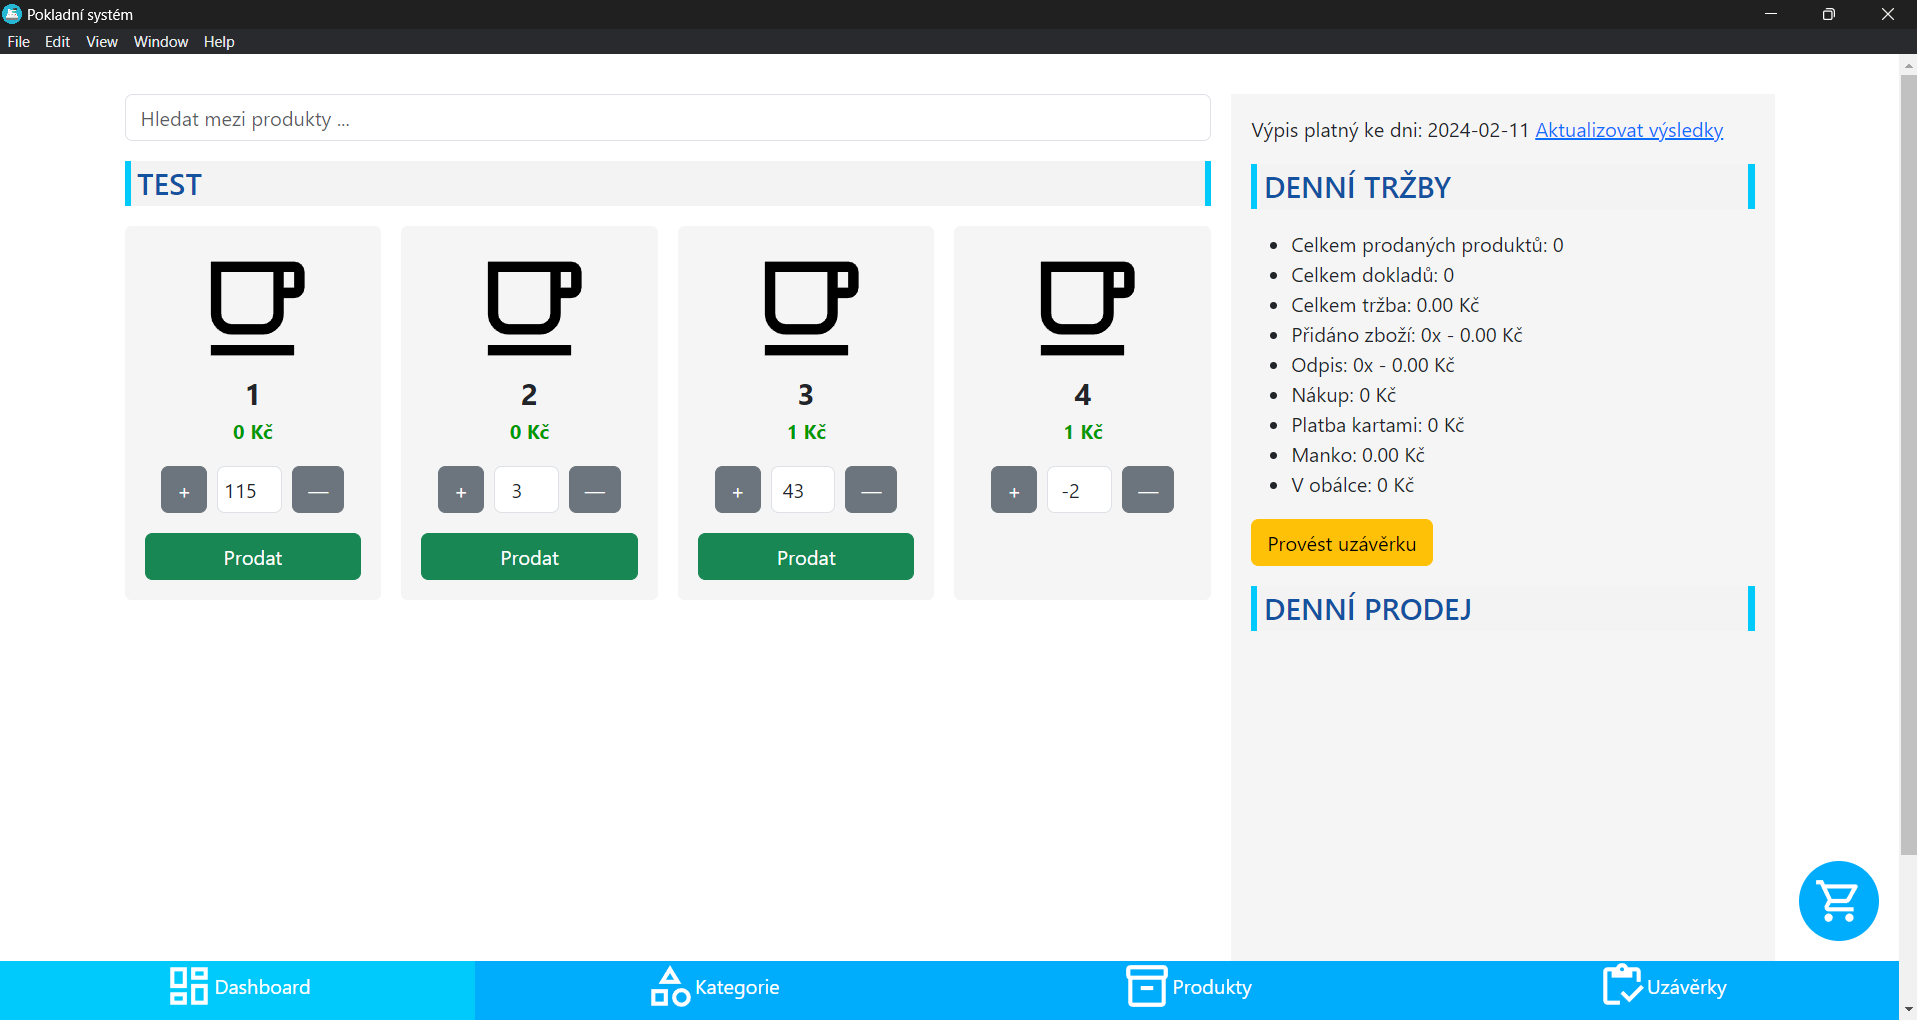 Pokladní systém
File Edit View Window Help
Hledat mezi produkty ...
TEST
1
0 Kč
+ 115 —
Prodat
2
0 Kč
+ 3 —
Prodat
3
1 Kč
+ 43 —
Prodat
4
1 Kč
+ -2 —
Výpis platný ke dni: 2024-02-11 Aktualizovat výsledky
DENNÍ TRŽBY
Celkem prodaných produktů: 0
Celkem dokladů: 0
Celkem tržba: 0.00 Kč
Přidáno zboží: 0x - 0.00 Kč
Odpis: 0x - 0.00 Kč
Nákup: 0 Kč
Platba kartami: 0 Kč
Manko: 0.00 Kč
V obálce: 0 Kč
Provést uzávěrku
DENNÍ PRODEJ
Dashboard
Kategorie
Produkty
Uzávěrky